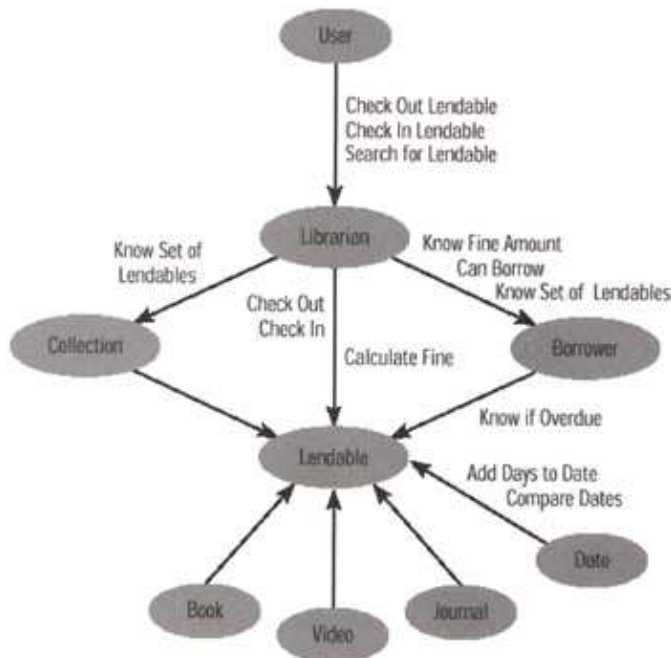 User
Check Out Lendable
Check In Lendable
Search for Lendable
Librarian
Know Set of
Lendables
Know Fine Amount
Can Borrow
Know Set of Lendables
Check Out
Check In
Collection
Calculate Fine
Borrower
Know if Overdue
Lendable
Add Days to Date
Compare Dates
Date
Book
Video
Journal